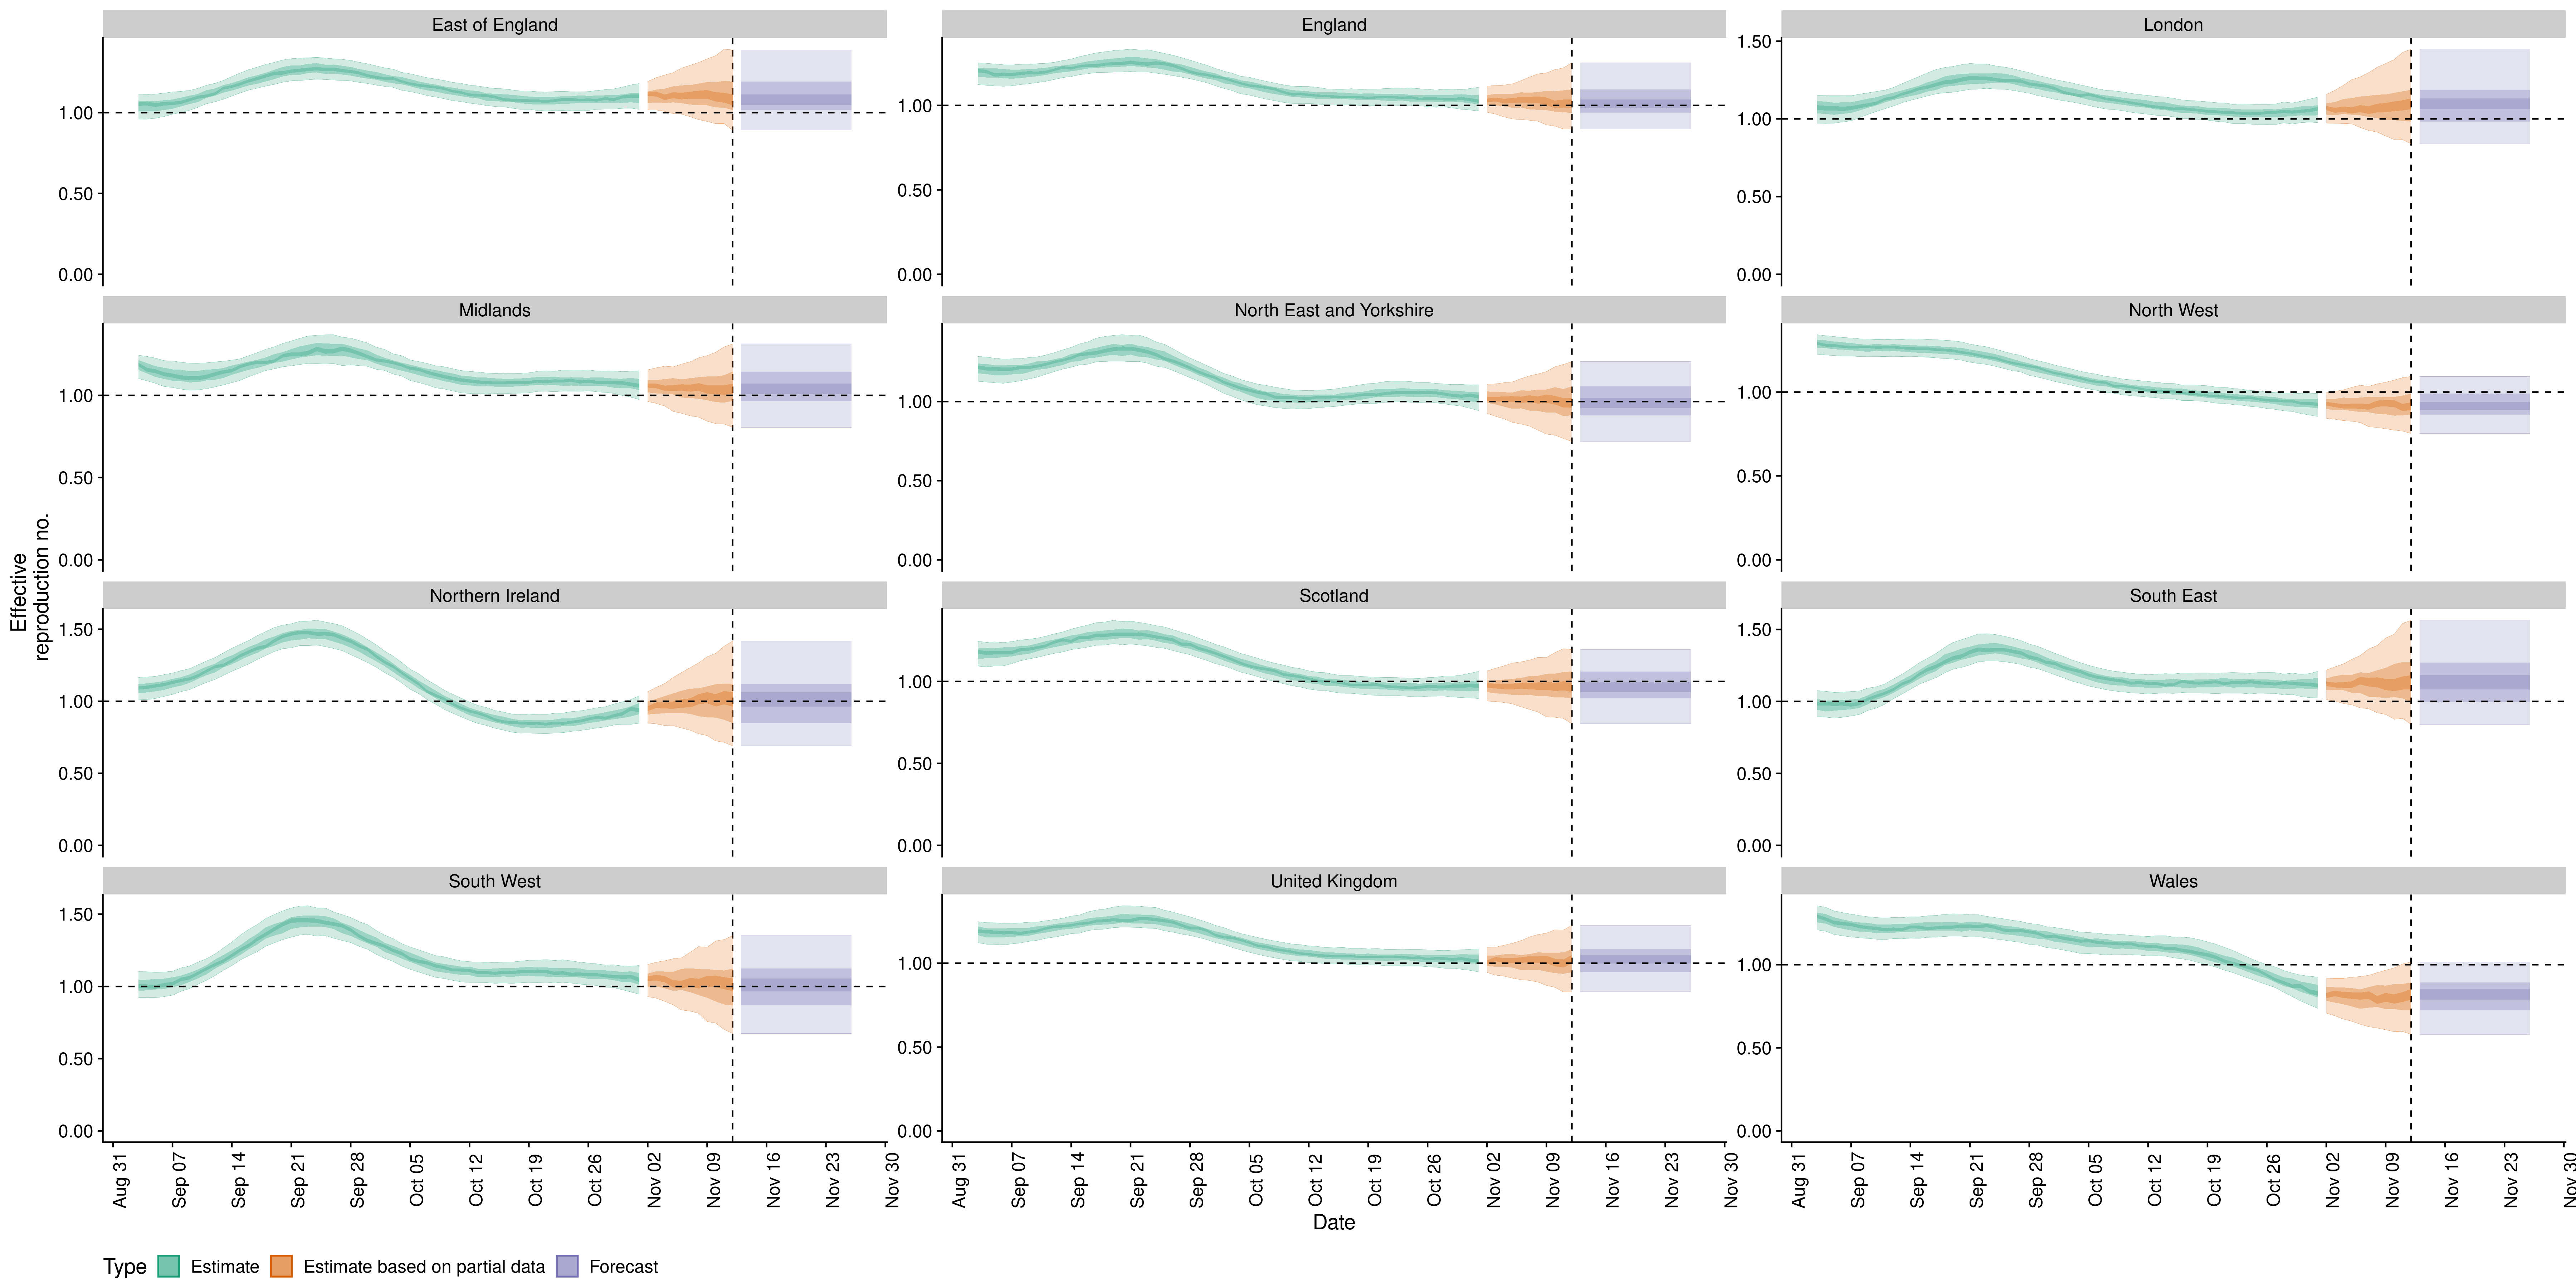 East of England
England
London
1.00
0.50
0.00
1.00
0.50
0.00
1.50
1.00
0.50
0.00
Midlands
North East and Yorkshire
North West
1.00
0.50
0.00
1.00
0.50
0.00
1.00
0.50
0.00
Effective
reproduction no.
Northern Ireland
Scotland
South East
1.50
1.00
0.50
0.00
1.00
0.50
0.00
1.50
1.00
0.50
0.00
South West
United Kingdom
Wales
1.50
1.00
0.50
0.00
1.00
0.50
0.00
1.00
0.50
0.00
Aug 31
Sep 07
Sep 14
Sep 21
Sep 28
Oct 05
Oct 12
Oct 19
Oct 26
Nov 02
Nov 09
Nov 16
Nov 23
Nov 30
Aug 31
Sep 07
Sep 14
Sep 21
Sep 28
Oct 05
Oct 12
Oct 19
Oct 26
Nov 02
Nov 09
Nov 16
Nov 23
Nov 30
Aug 31
Sep 07
Sep 14
Sep 21
Sep 28
Oct 05
Oct 12
Oct 19
Oct 26
Nov 02
Nov 09
Nov 16
Nov 23
Nov 30
Date
Type Estimate Estimate based on partial data Forecast